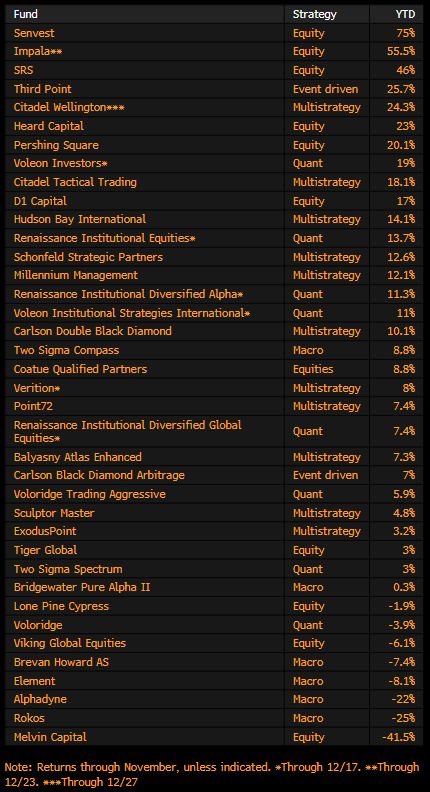 Fund Strategy YTD
Senvest Equity 75%
Impala** Equity 55.5%
SRS Equity 46%
Third Point Event driven 25.7%
Citadel Wellington*** Multistrategy 24.3%
Heard Capital Equity 23%
Pershing Square Equity 20.1%
Voleon Investors* Quant 19%
Citadel Tactical Trading Multistrategy 18.1%
D1 Capital Equity 17%
Hudson Bay International Multistrategy 14.1%
Renaissance Institutional Equities* Quant 13.7%
Schonfeld Strategic Partners Multistrategy 12.6%
Millennium Management Multistrategy 12.1%
Renaissance Institutional Diversified Alpha* Quant 11.3%
Voleon Institutional Strategies International* Quant 11%
Carlson Double Black Diamond Multistrategy 10.1%
Two Sigma Compass Macro 8.8%
Coatue Qualified Partners Equities 8.8%
Verition* Multistrategy 8%
Point72 Multistrategy 7.4%
Renaissance Institutional Diversified Global
Equities* Quant 7.4%
Balyasny Atlas Enhanced Multistrategy 7.3%
Carlson Black Diamond Arbitrage Event driven 7%
Voloridge Trading Aggressive Quant 5.9%
Sculptor Master Multistrategy 4.8%
ExodusPoint Multistrategy 3.2%
Tiger Global Equity 3%
Two Sigma Spectrum Quant 3%
Bridgewater Pure Alpha II Macro 0.3%
Lone Pine Cypress Equity -1.9%
Voloridge Quant -3.9%
Viking Global Equities Equity -6.1%
Brevan Howard AS Macro -7.4%
Element Macro -8.1%
Alphadyne Macro -22%
Rokos Macro -25%
Melvin Capital Equity -41.5%
Note: Returns through November, unless indicated. *Through 12/17. **Through
12/23. ***Through 12/27